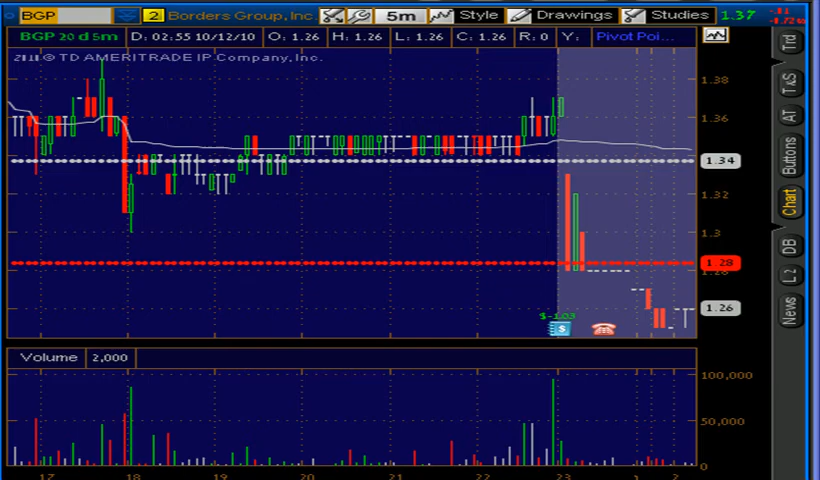 BGP 2 Borders Group, Inc. 5m Style Drawings Studies 1.37 -.01
-0.72%
BGP 20 d 5m D: 02:55 10/12/10 O: 1.26 H: 1.26 L: 1.26 C: 1.26 R: 0 Y: Pivot Poi...
© TD AMERITRADE IP Company, Inc.
1.38
1.36
1.34
1.32
1.3
1.28
1.26
$-1.03
$
Volume 2,000
100,000
50,000
0
17 18 19 20 21 22 23 1 2
Trd
T&S
AT
Buttons
Chart
DB
L2
News